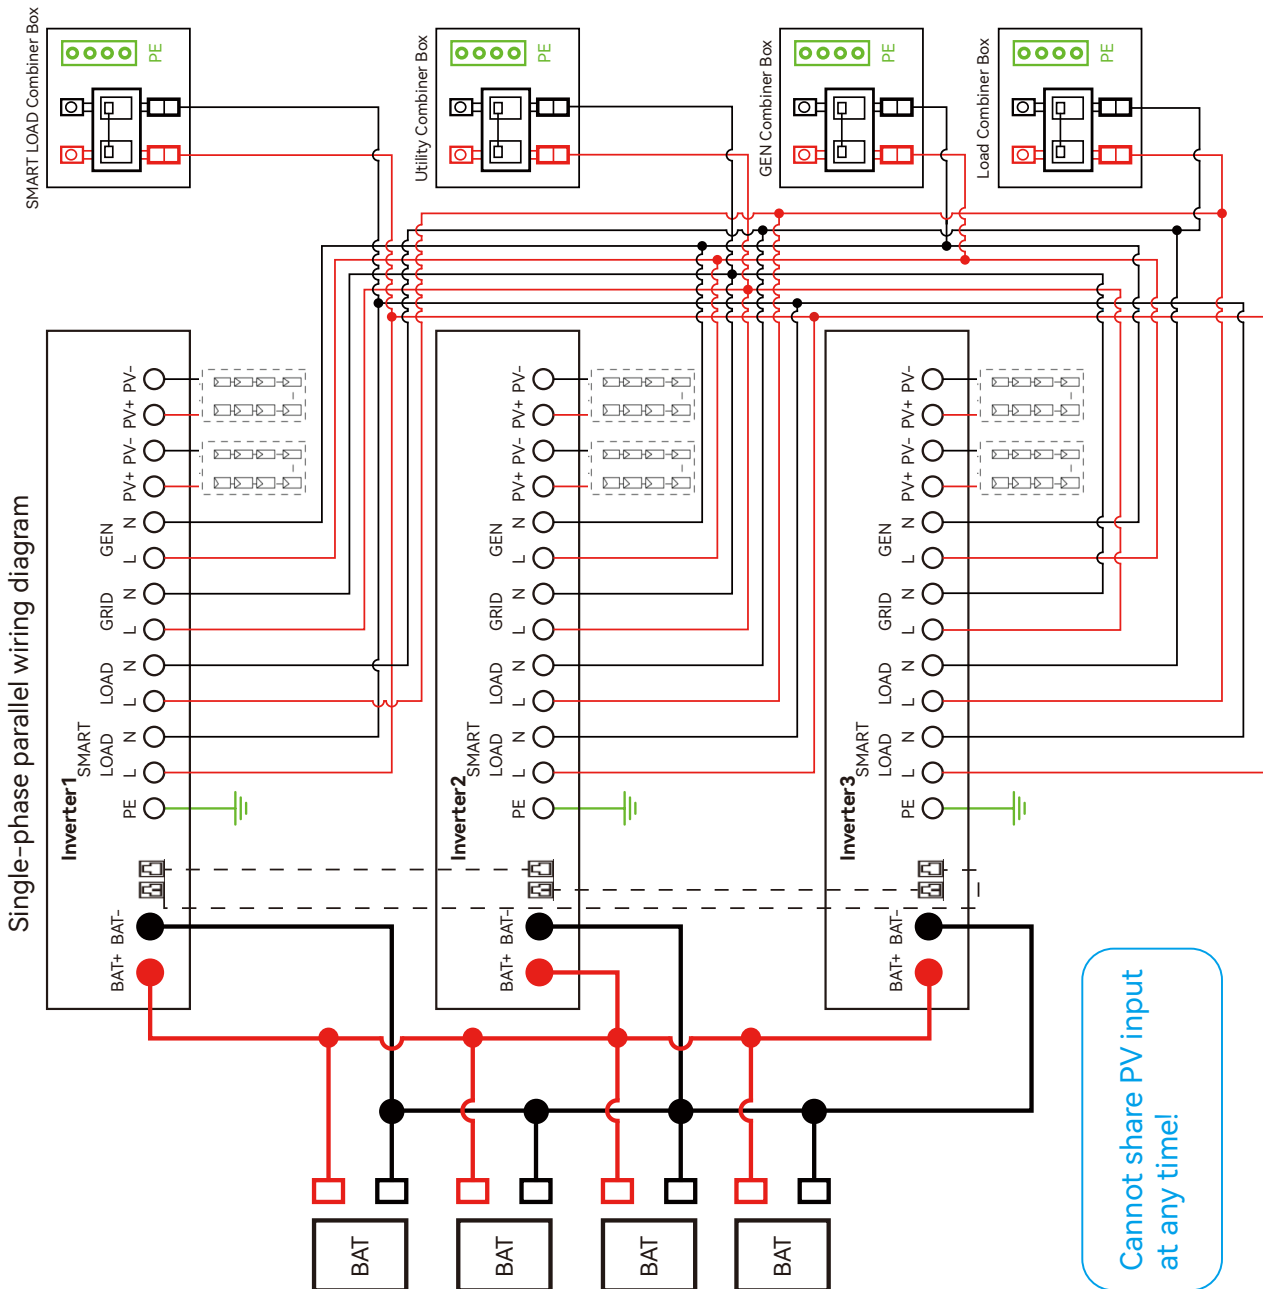 Single-phase parallel wiring diagram
SMART LOAD Combiner Box
PE
Utility Combiner Box
PE
GEN Combiner Box
PE
Load Combiner Box
PE
Inverter1
BAT+
BAT-
PE
SMART
LOAD
L
N
LOAD
L
N
GRID
L
N
GEN
L
N
PV+
PV-
PV+
PV-
Inverter2
BAT+
BAT-
PE
SMART
LOAD
L
N
LOAD
L
N
GRID
L
N
GEN
L
N
PV+
PV-
PV+
PV-
Inverter3
BAT+
BAT-
PE
SMART
LOAD
L
N
LOAD
L
N
GRID
L
N
GEN
L
N
PV+
PV-
PV+
PV-
BAT
BAT
BAT
BAT
Cannot share PV input
at any time!